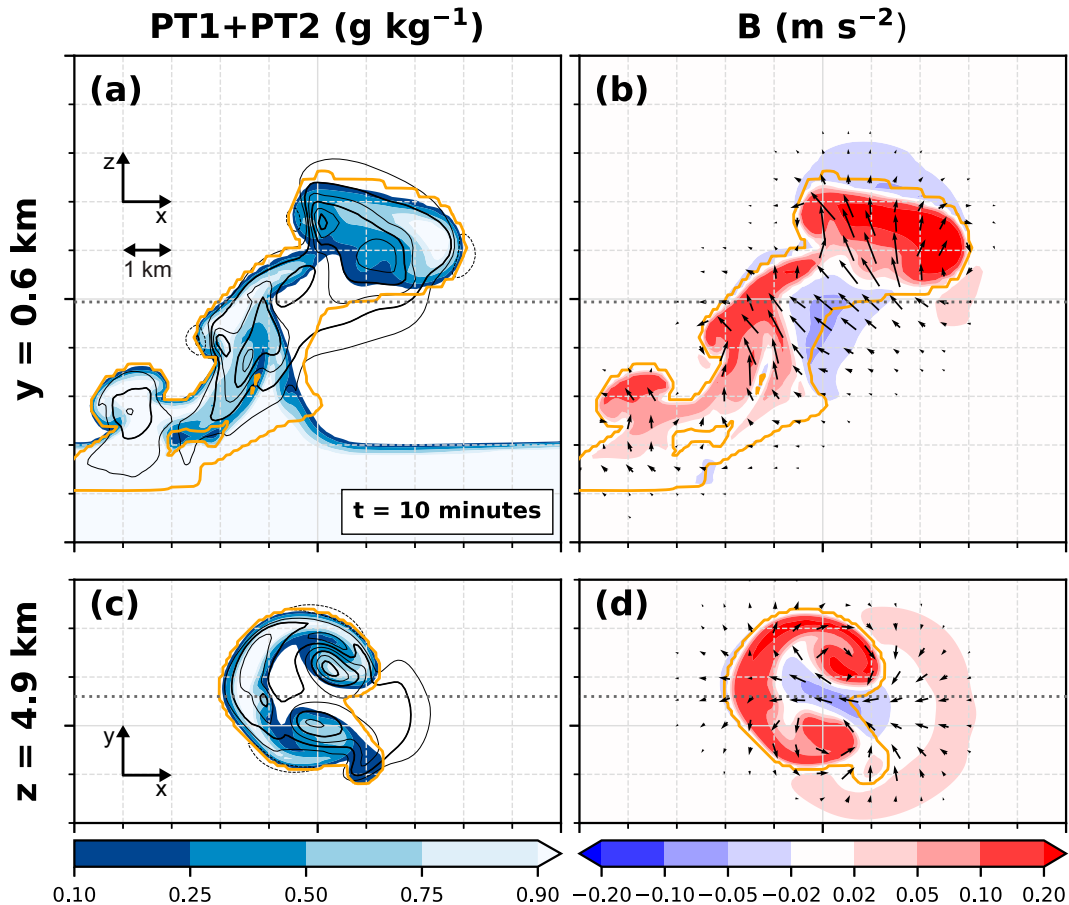 PT1+PT2 (g kg⁻¹)
B (m s⁻²)
y = 0.6 km
(a)
z
x
1 km
t = 10 minutes
(b)
z = 4.9 km
(c)
y
x
(d)
0.10 0.25 0.50 0.75 0.90
−0.20 −0.10 −0.05 −0.02 0.02 0.05 0.10 0.20